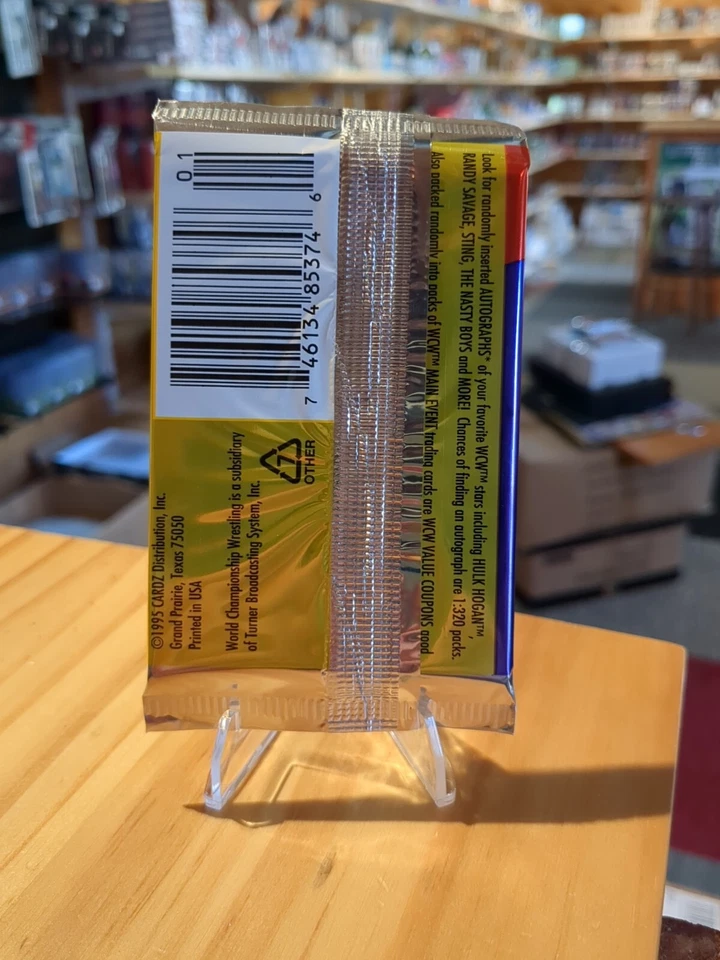 Look for randomly inserted AUTOGRAPHS* of your favorite WCW™ stars including HULK HOGAN™,
RANDY SAVAGE, STING, THE NASTY BOYS and MORE! Chances of finding an autograph are 1:320 packs.
Also packed randomly into packs of WCW™ MAIN EVENT trading cards are WCW VALUE COUPONS good
01
7 46134 85374 6
OTHER
World Championship Wrestling is a subsidiary
of Turner Broadcasting System, Inc.
©1995 CARDZ Distribution, Inc.
Grand Prairie, Texas 75050
Printed in USA